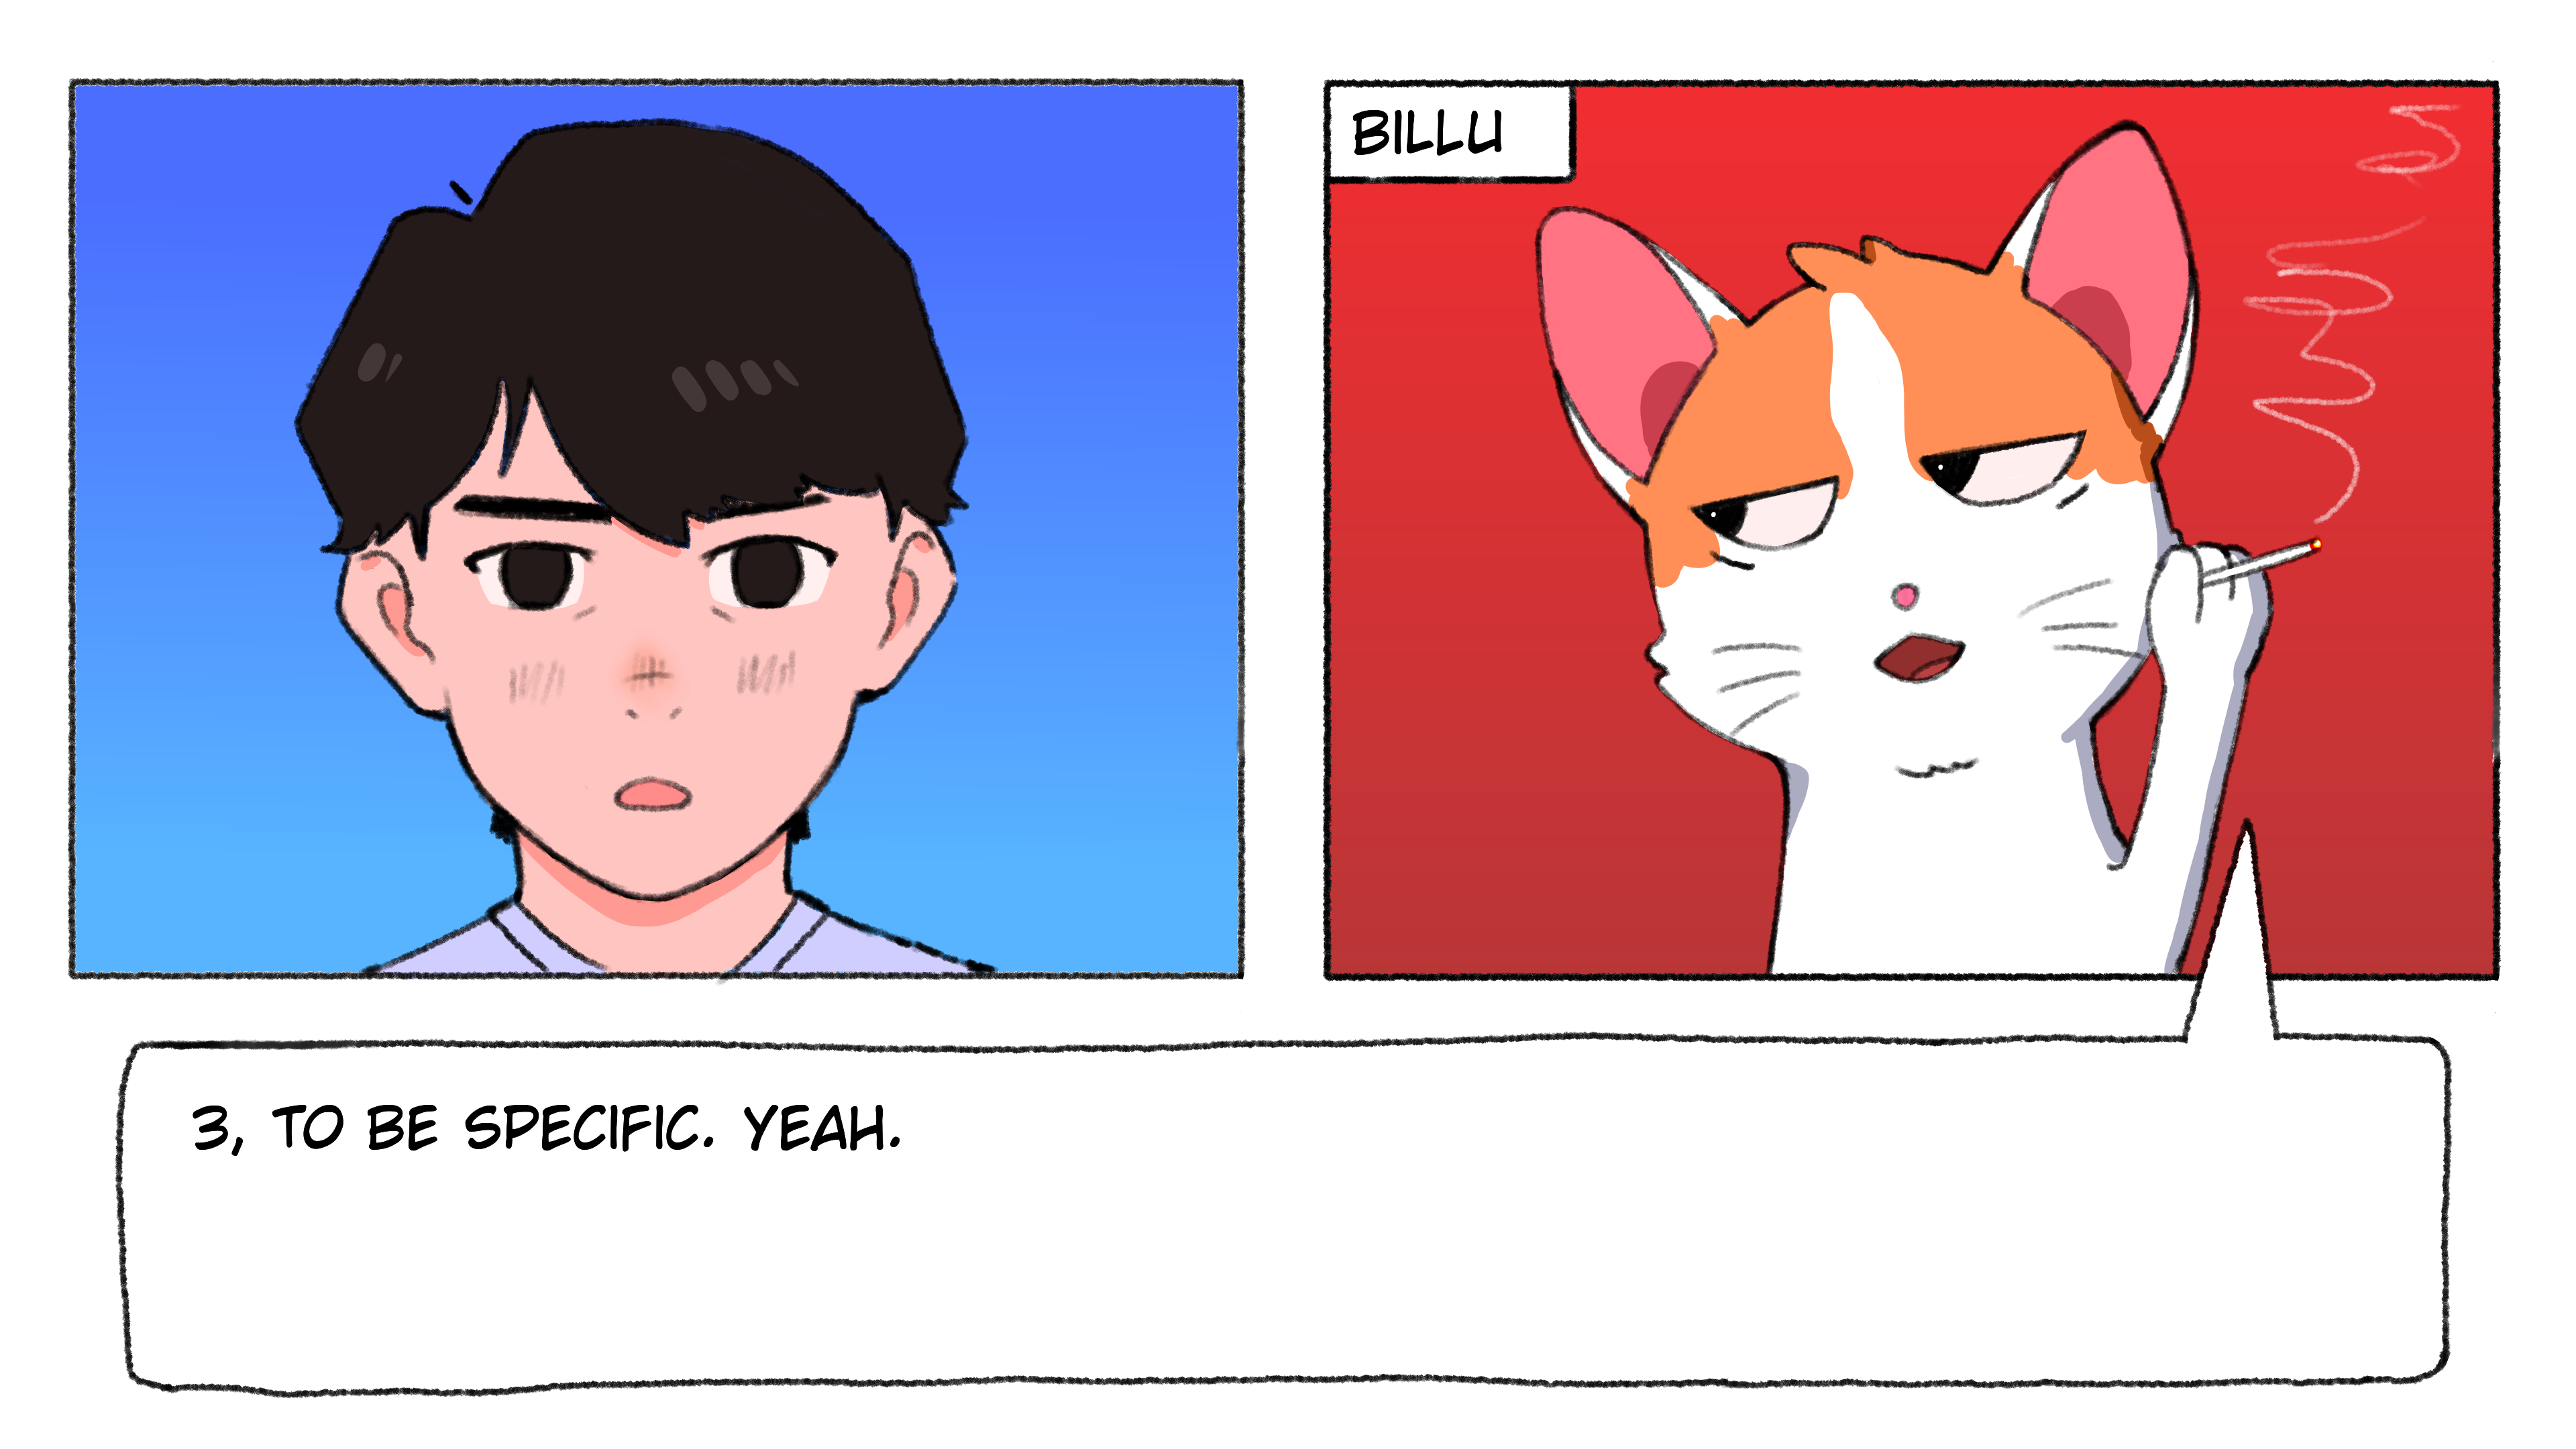 BILLU
3, TO BE SPECIFIC. YEAH.